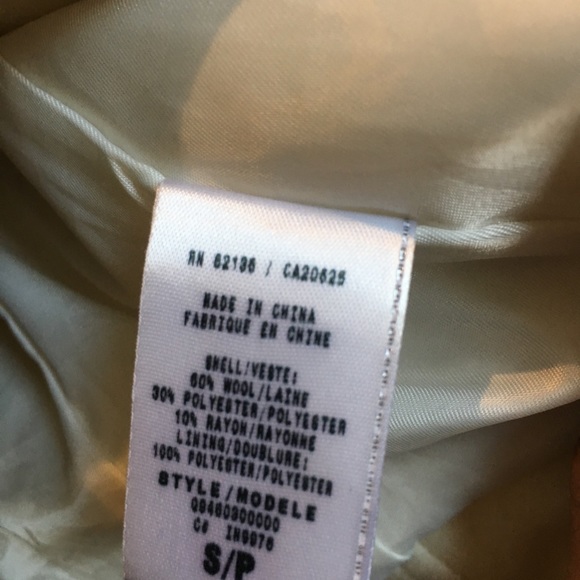 RN 62136 / CA20625
MADE IN CHINA
FABRIQUE EN CHINE
SHELL/VESTE:
60% WOOL/LAINE
30% POLYESTER/POLYESTER
10% RAYON/RAYONNE
LINING/DOUBLURE:
100% POLYESTER/POLYESTER
STYLE/MODELE
08460300000
C# IN9976
S/P